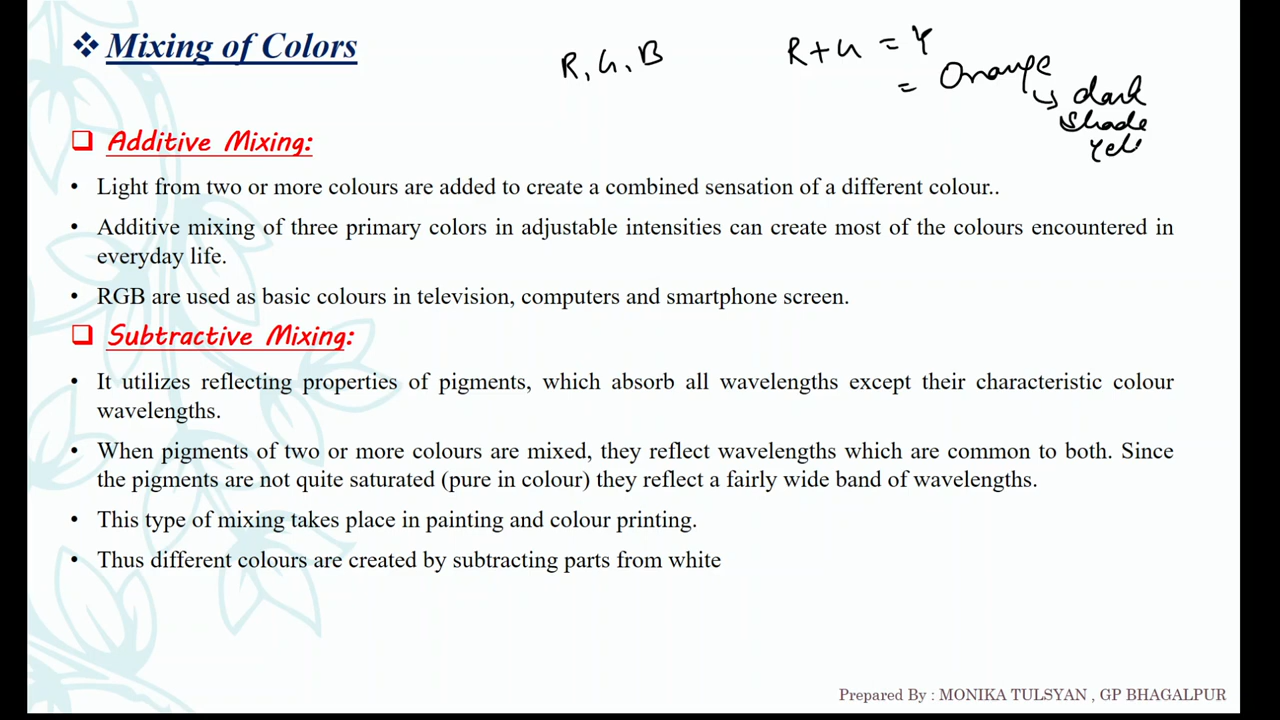 ❖ Mixing of Colors
R, G, B
R+G = Y
= Orange
↳ dark
shade
Yel
❑ Additive Mixing:
• Light from two or more colours are added to create a combined sensation of a different colour..
• Additive mixing of three primary colors in adjustable intensities can create most of the colours encountered in
everyday life.
• RGB are used as basic colours in television, computers and smartphone screen.
❑ Subtractive Mixing:
• It utilizes reflecting properties of pigments, which absorb all wavelengths except their characteristic colour
wavelengths.
• When pigments of two or more colours are mixed, they reflect wavelengths which are common to both. Since
the pigments are not quite saturated (pure in colour) they reflect a fairly wide band of wavelengths.
• This type of mixing takes place in painting and colour printing.
• Thus different colours are created by subtracting parts from white
Prepared By : MONIKA TULSYAN , GP BHAGALPUR